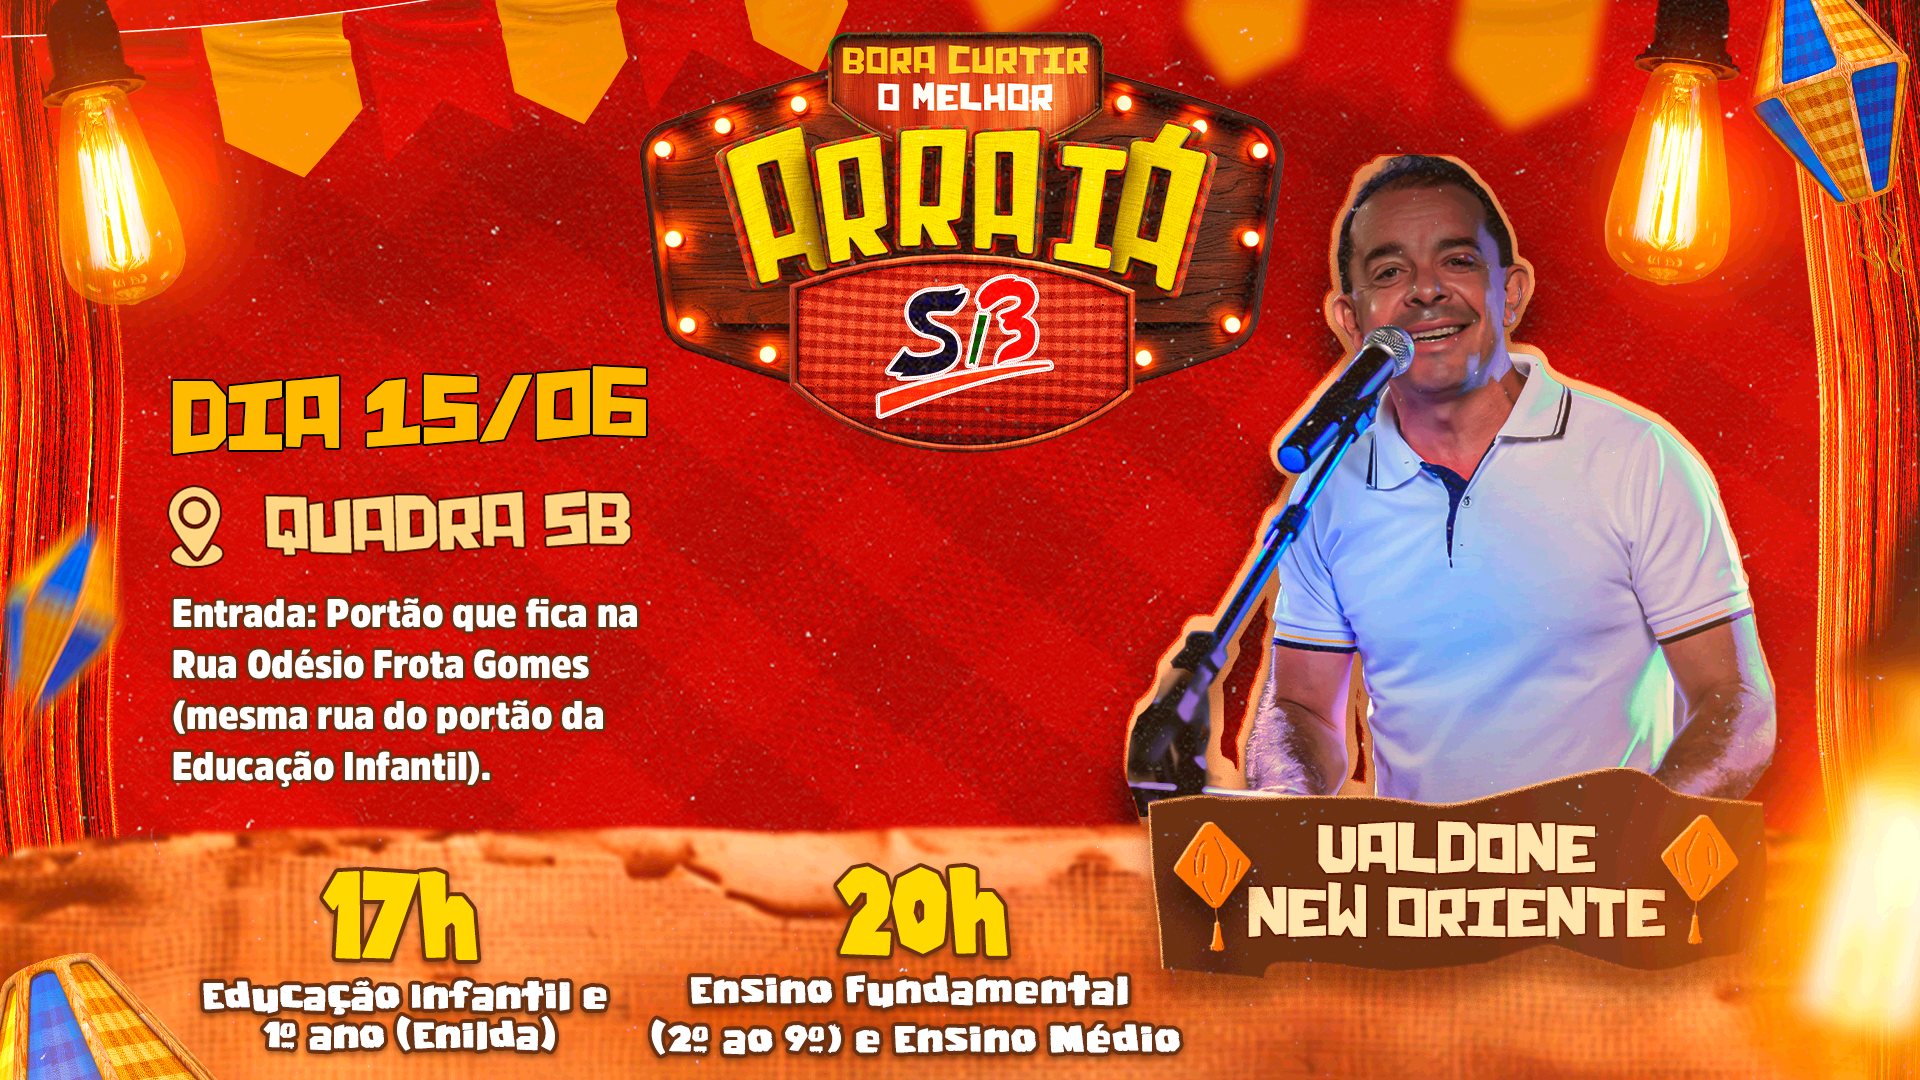 BORA CURTIR
O MELHOR
ARRAIÁ
SB
DIA 15/06
QUADRA SB
Entrada: Portão que fica na
Rua Odésio Frota Gomes
(mesma rua do portão da
Educação Infantil).
VALDONE
NEW ORIENTE
17h
Educação Infantil e
1º ano (Enilda)
20h
Ensino Fundamental
(2º ao 9º) e Ensino Médio